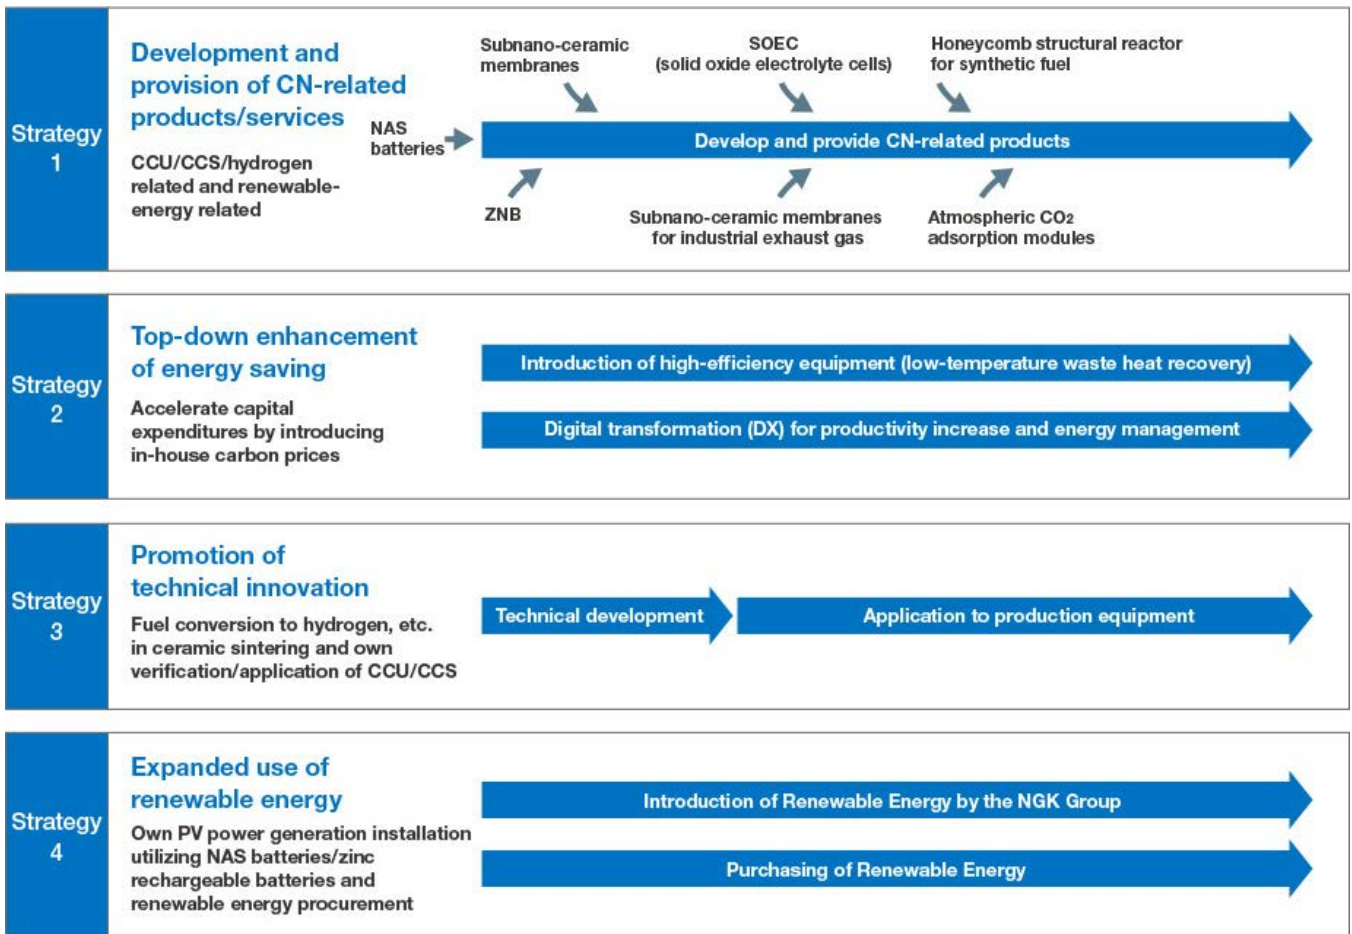 Strategy
1
Development and
provision of CN-related
products/services
CCU/CCS/hydrogen
related and renewable-
energy related
NAS
batteries
Subnano-ceramic
membranes
SOEC
(solid oxide electrolyte cells)
Honeycomb structural reactor
for synthetic fuel
Develop and provide CN-related products
ZNB
Subnano-ceramic membranes
for industrial exhaust gas
Atmospheric CO2
adsorption modules
Strategy
2
Top-down enhancement
of energy saving
Accelerate capital
expenditures by introducing
in-house carbon prices
Introduction of high-efficiency equipment (low-temperature waste heat recovery)
Digital transformation (DX) for productivity increase and energy management
Strategy
3
Promotion of
technical innovation
Fuel conversion to hydrogen, etc.
in ceramic sintering and own
verification/application of CCU/CCS
Technical development
Application to production equipment
Strategy
4
Expanded use of
renewable energy
Own PV power generation installation
utilizing NAS batteries/zinc
rechargeable batteries and
renewable energy procurement
Introduction of Renewable Energy by the NGK Group
Purchasing of Renewable Energy